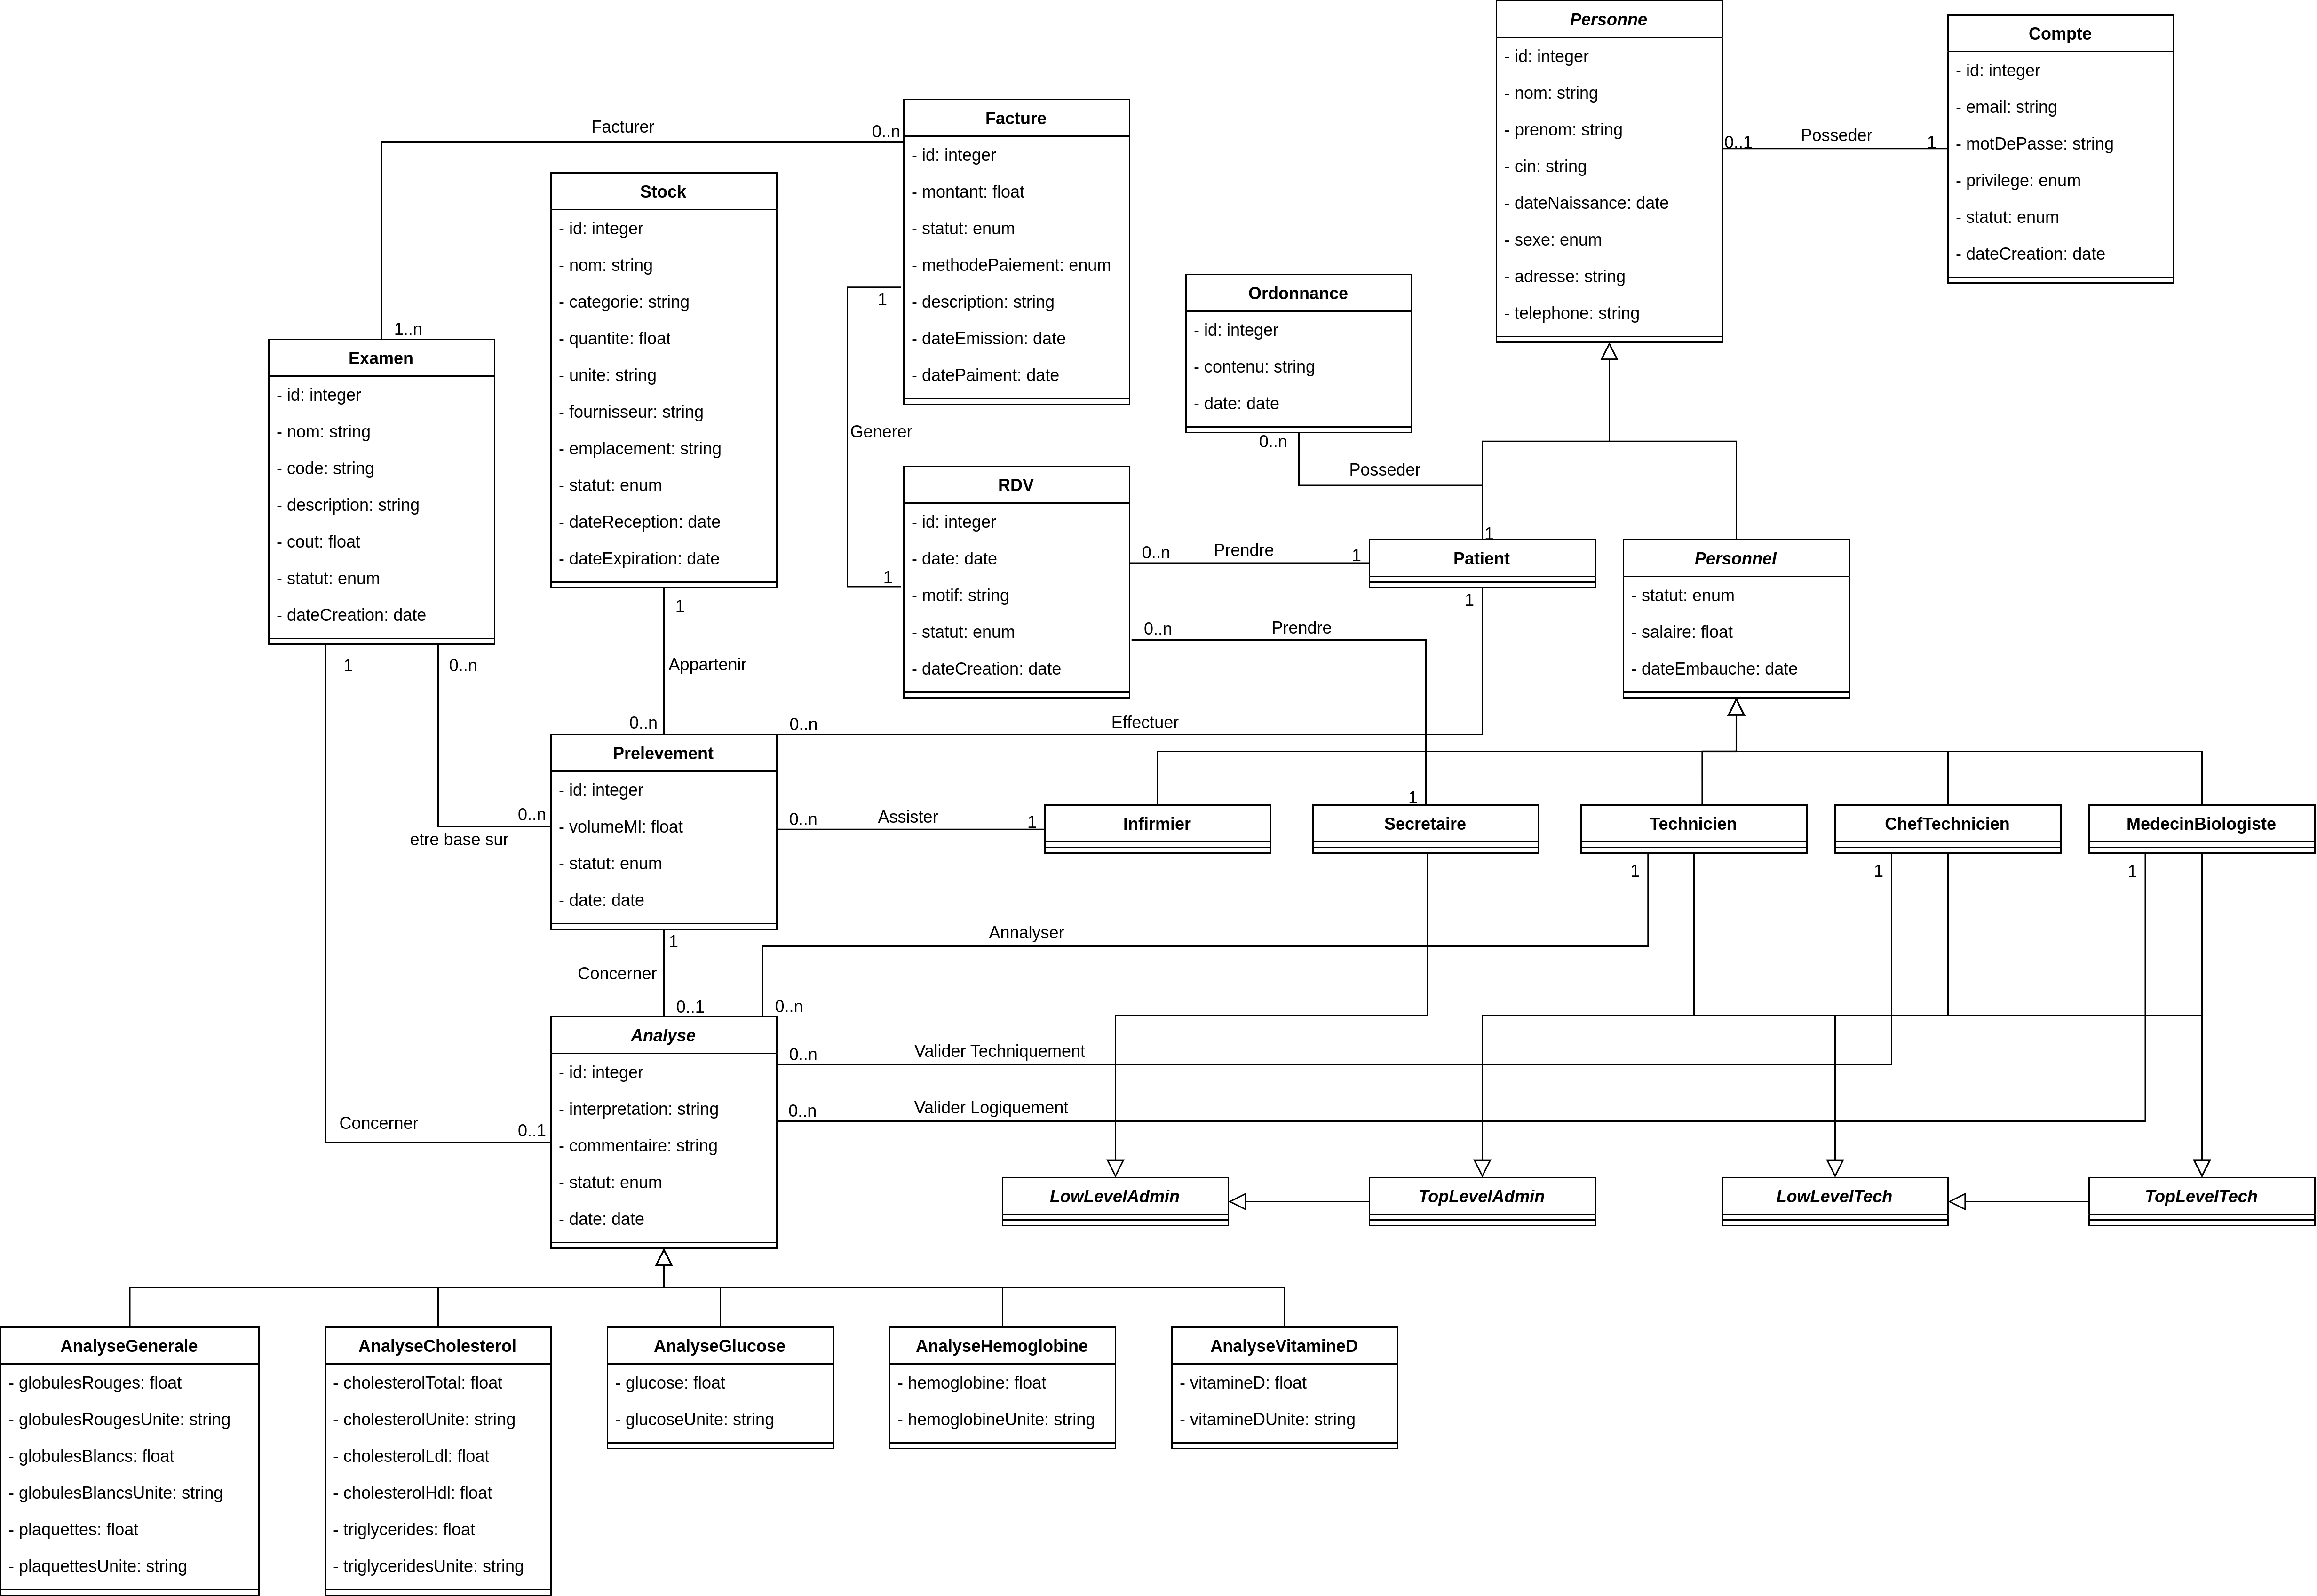 Personne
- id: integer
- nom: string
- prenom: string
- cin: string
- dateNaissance: date
- sexe: enum
- adresse: string
- telephone: string
0..1
Posseder
1
Compte
- id: integer
- email: string
- motDePasse: string
- privilege: enum
- statut: enum
- dateCreation: date
Facturer
0..n
1..n
Facture
- id: integer
- montant: float
- statut: enum
- methodePaiement: enum
- description: string
- dateEmission: date
- datePaiment: date
1
Generer
1
Stock
- id: integer
- nom: string
- categorie: string
- quantite: float
- unite: string
- fournisseur: string
- emplacement: string
- statut: enum
- dateReception: date
- dateExpiration: date
1
Appartenir
0..n
Ordonnance
- id: integer
- contenu: string
- date: date
0..n
Posseder
1
Examen
- id: integer
- nom: string
- code: string
- description: string
- cout: float
- statut: enum
- dateCreation: date
1
0..n
0..n
etre base sur
RDV
- id: integer
- date: date
- motif: string
- statut: enum
- dateCreation: date
0..n
Prendre
1
0..n
Prendre
1
Patient
1
Personnel
- statut: enum
- salaire: float
- dateEmbauche: date
0..n
Effectuer
Prelevement
- id: integer
- volumeMl: float
- statut: enum
- date: date
0..n
Assister
1
Infirmier
Secretaire
Technicien
ChefTechnicien
MedecinBiologiste
1
1
1
1
Concerner
0..1
Annalyser
0..n
Analyse
- id: integer
- interpretation: string
- commentaire: string
- statut: enum
- date: date
0..n
Valider Techniquement
0..n
Valider Logiquement
Concerner
0..1
LowLevelAdmin
TopLevelAdmin
LowLevelTech
TopLevelTech
AnalyseGenerale
- globulesRouges: float
- globulesRougesUnite: string
- globulesBlancs: float
- globulesBlancsUnite: string
- plaquettes: float
- plaquettesUnite: string
AnalyseCholesterol
- cholesterolTotal: float
- cholesterolUnite: string
- cholesterolLdl: float
- cholesterolHdl: float
- triglycerides: float
- triglyceridesUnite: string
AnalyseGlucose
- glucose: float
- glucoseUnite: string
AnalyseHemoglobine
- hemoglobine: float
- hemoglobineUnite: string
AnalyseVitamineD
- vitamineD: float
- vitamineDUnite: string